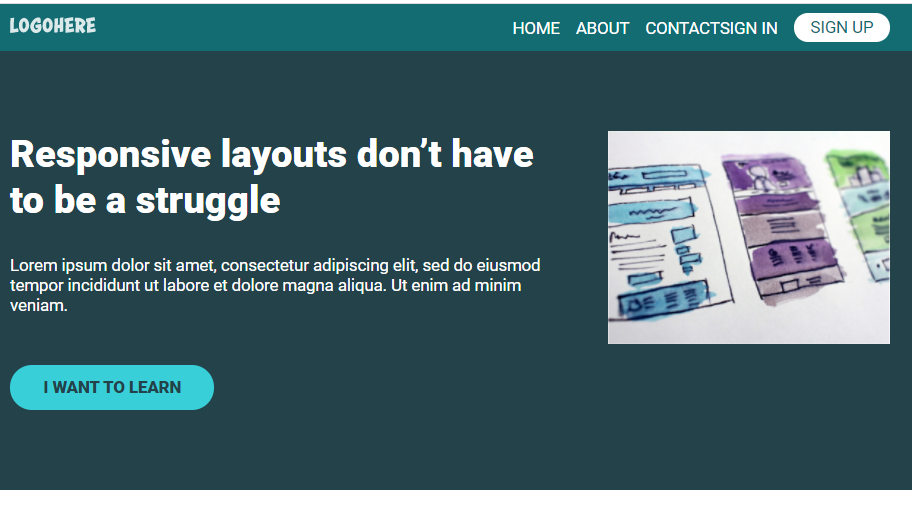 LOGOHERE
HOME ABOUT CONTACTSIGN IN SIGN UP
Responsive layouts don’t have
to be a struggle
Lorem ipsum dolor sit amet, consectetur adipiscing elit, sed do eiusmod
tempor incididunt ut labore et dolore magna aliqua. Ut enim ad minim
veniam.
I WANT TO LEARN